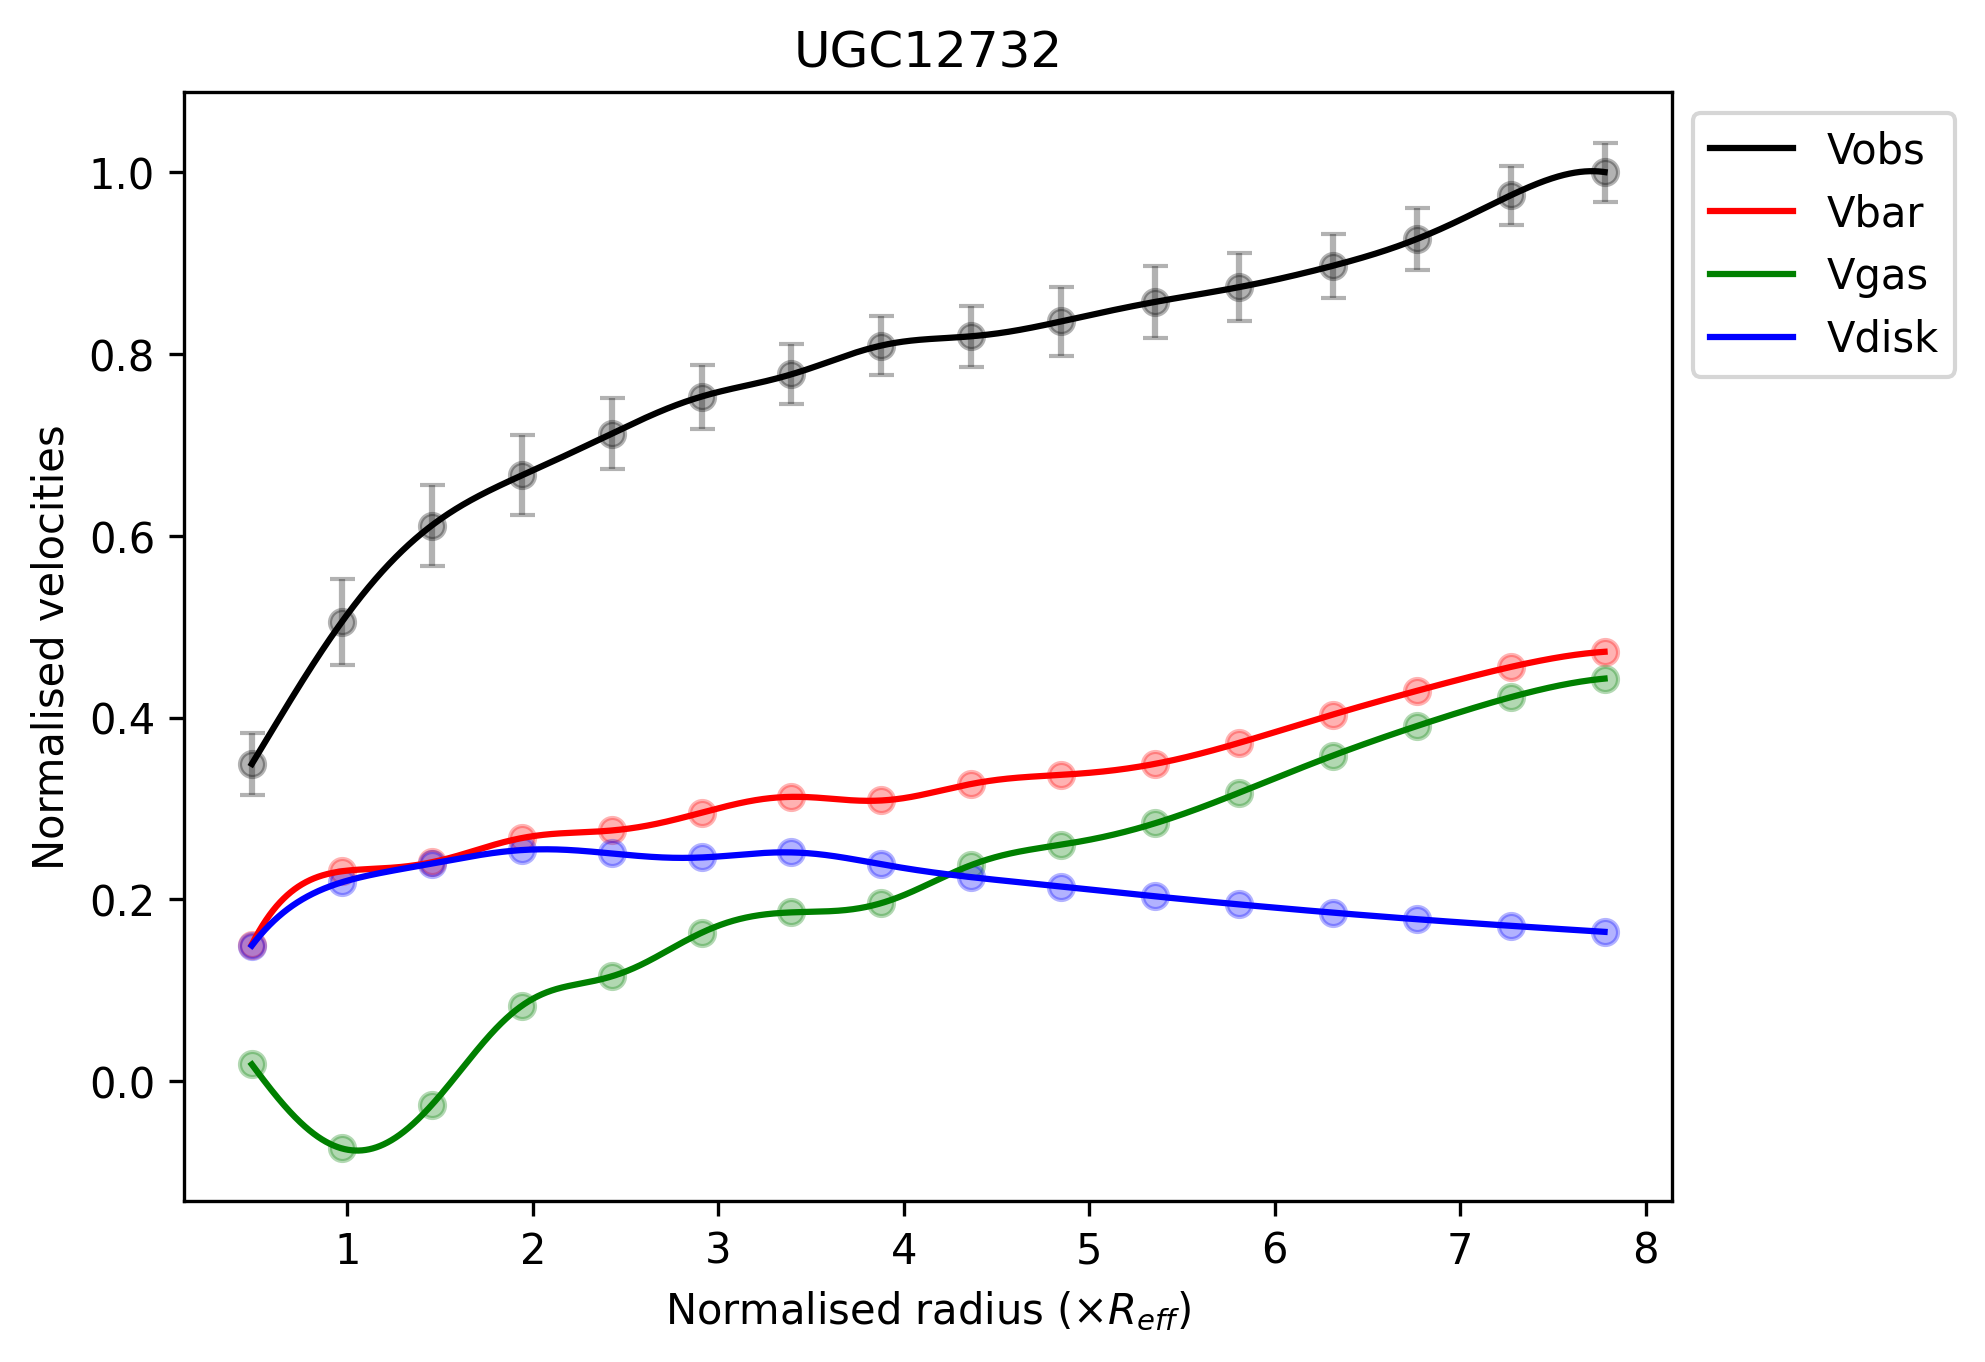 UGC12732
Normalised velocities
1.0
0.8
0.6
0.4
0.2
0.0
1 2 3 4 5 6 7 8
Normalised radius (×R_eff)
Vobs
Vbar
Vgas
Vdisk